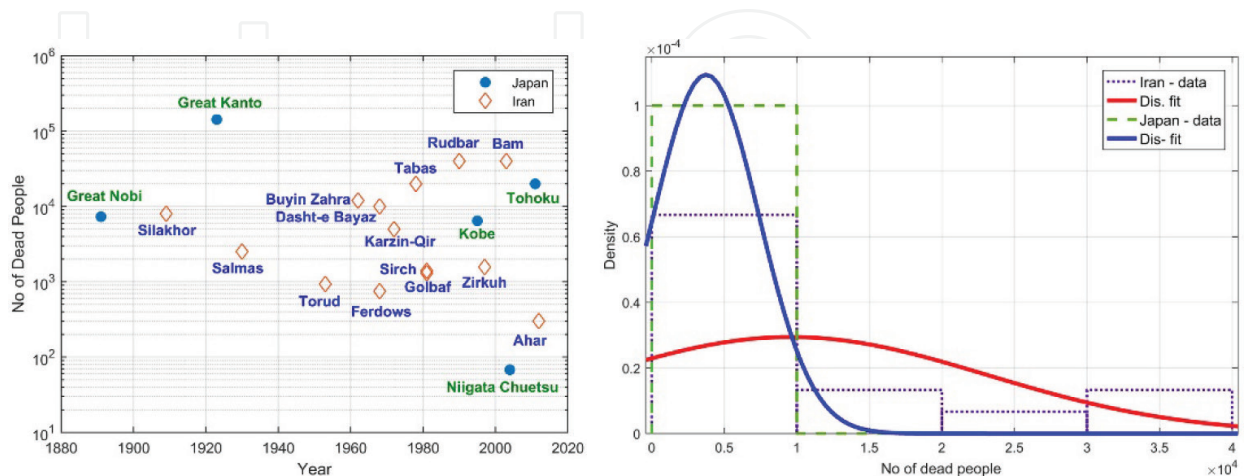 10^6
10^5
10^4
10^3
10^2
10^1
No of Dead People
1880 1900 1920 1940 1960 1980 2000 2020
Year
Japan
Iran
Great Kanto
Rudbar Bam
Tabas
Great Nobi
Buyin Zahra
Tohoku
Dasht-e Bayaz
Silakhor
Karzin-Qir
Kobe
Salmas
Sirch
Zirkuh
Golbaf
Torud
Ferdows
Ahar
Niigata Chuetsu
×10^-4
1
0.8
0.6
0.4
0.2
0
Density
0 0.5 1 1.5 2 2.5 3 3.5 4
No of dead people
×10^4
Iran - data
Dis. fit
Japan - data
Dis- fit